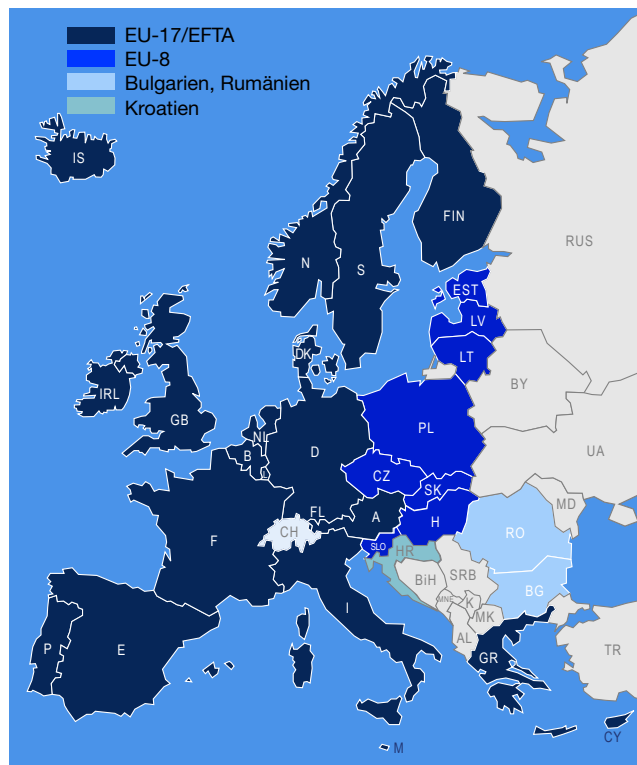 EU-17/EFTA
EU-8
Bulgarien, Rumänien
Kroatien
IS
FIN
RUS
N
S
EST
LV
DK
LT
IRL
BY
GB
NL
PL
B
D
UA
L
CZ
SK
MD
FL
A
H
F
CH
RO
SLO
HR
BiH
SRB
BG
MNE
K
I
MK
P
E
AL
GR
TR
CY
M